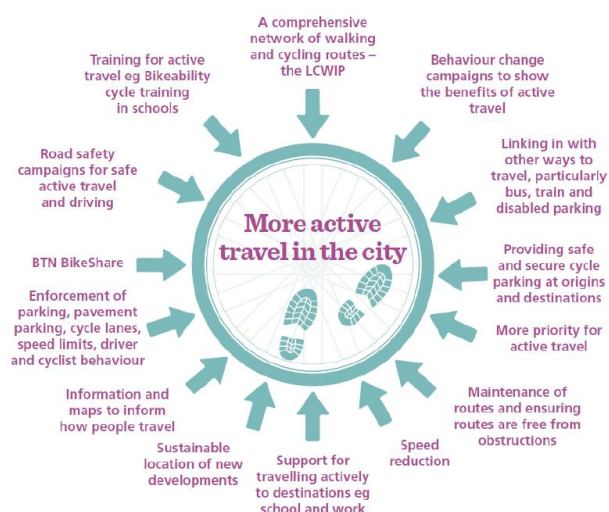 A comprehensive
network of walking
and cycling routes –
the LCWIP
Behaviour change
campaigns to show
the benefits of active
travel
Linking in with
other ways to
travel, particularly
bus, train and
disabled parking
Providing safe
and secure cycle
parking at origins
and destinations
More priority for
active travel
Maintenance of
routes and ensuring
routes are free from
obstructions
Speed
reduction
Support for
travelling actively
to destinations eg
school and work
Sustainable
location of new
developments
Information and
maps to inform
how people travel
Enforcement of
parking, pavement
parking, cycle lanes,
speed limits, driver
and cyclist behaviour
BTN BikeShare
Road safety
campaigns for safe
active travel
and driving
Training for active
travel eg Bikeability
cycle training
in schools
More active
travel in the city